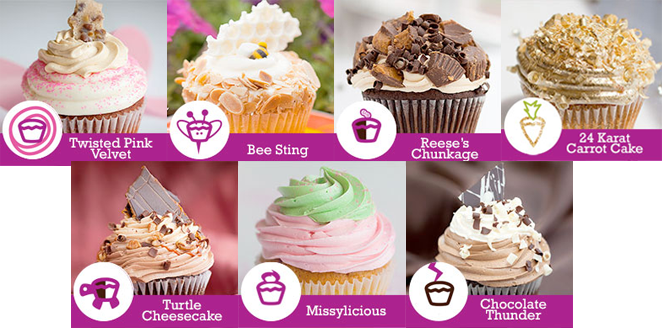 Twisted Pink
Velvet
Bee Sting
Reese's
Chunkage
24 Karat
Carrot Cake
Turtle
Cheesecake
Missylicious
Chocolate
Thunder